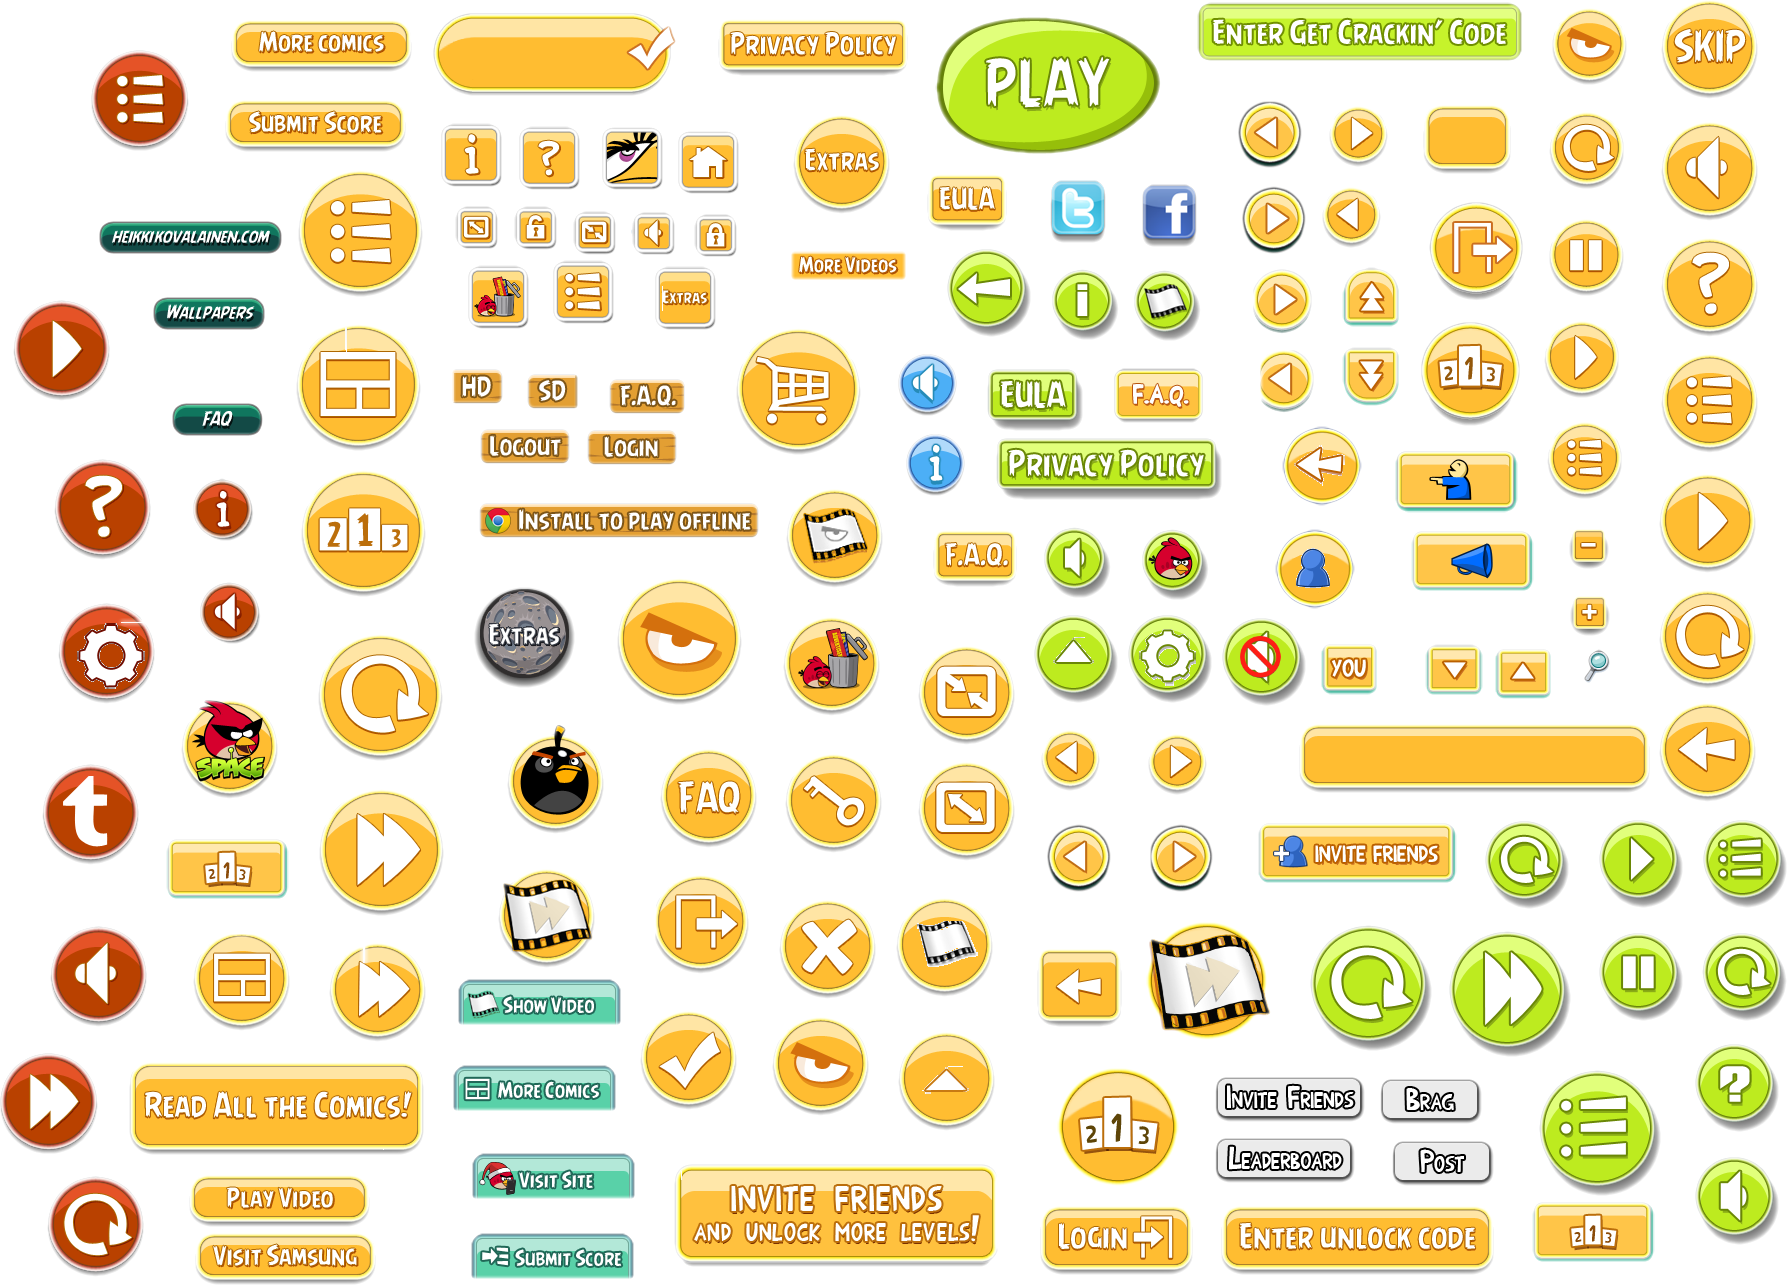 More comics
Privacy Policy
Play
Enter Get Crackin' Code
Skip
Submit Score
Extras
EULA
HEIKKIKOVALAINEN.COM
More Videos
Extras
Wallpapers
1
2
3
HD
SD
F.A.Q.
EULA
F.A.Q.
FAQ
Logout
Login
Privacy Policy
1
2
3
Install to play offline
F.A.Q.
Extras
YOU
SPACE
FAQ
1
2
3
Invite Friends
Show Video
More Comics
Read All the Comics!
Invite Friends
Brag
1
2
3
Leaderboard
Post
Visit Site
Play Video
Invite Friends
and unlock more levels!
Login
Enter unlock code
1
2
3
Visit Samsung
Submit Score